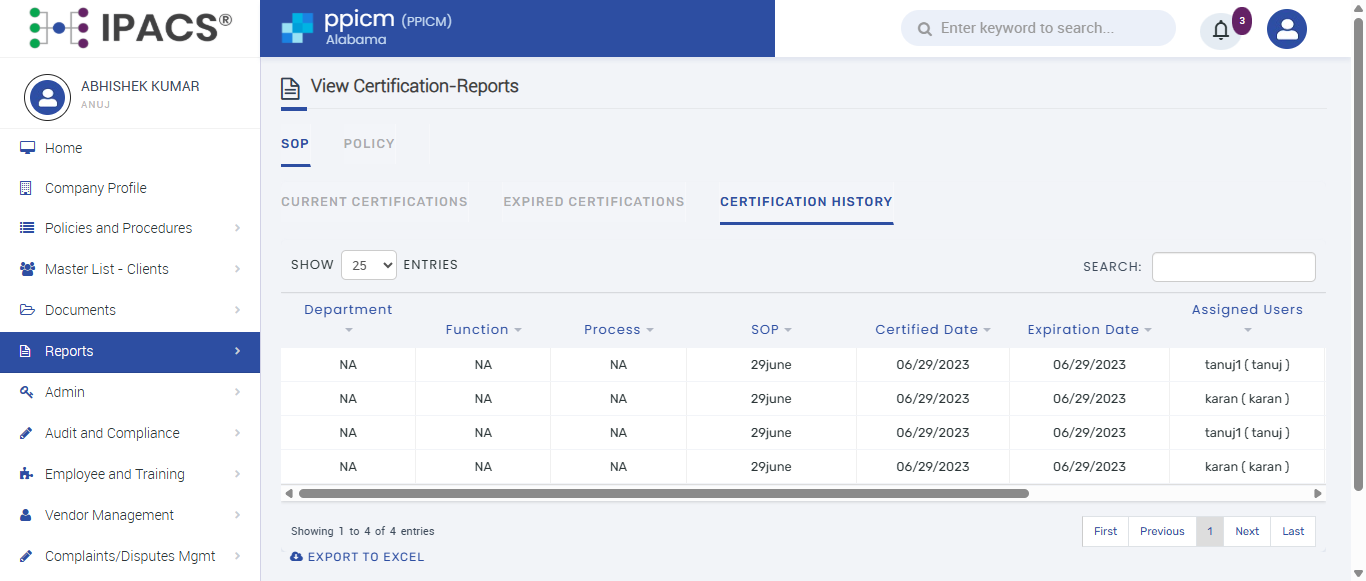 IPACS®
ppicm (PPICM)
Alabama
Enter keyword to search...
3
ABHISHEK KUMAR
ANUJ
Home
Company Profile
Policies and Procedures
Master List - Clients
Documents
Reports
Admin
Audit and Compliance
Employee and Training
Vendor Management
Complaints/Disputes Mgmt
View Certification-Reports
SOP POLICY
CURRENT CERTIFICATIONS EXPIRED CERTIFICATIONS CERTIFICATION HISTORY
SHOW 25 ENTRIES SEARCH:
Department Function Process SOP Certified Date Expiration Date Assigned Users
NA NA NA 29june 06/29/2023 06/29/2023 tanuj1 ( tanuj )
NA NA NA 29june 06/29/2023 06/29/2023 karan ( karan )
NA NA NA 29june 06/29/2023 06/29/2023 tanuj1 ( tanuj )
NA NA NA 29june 06/29/2023 06/29/2023 karan ( karan )
Showing 1 to 4 of 4 entries First Previous 1 Next Last
EXPORT TO EXCEL